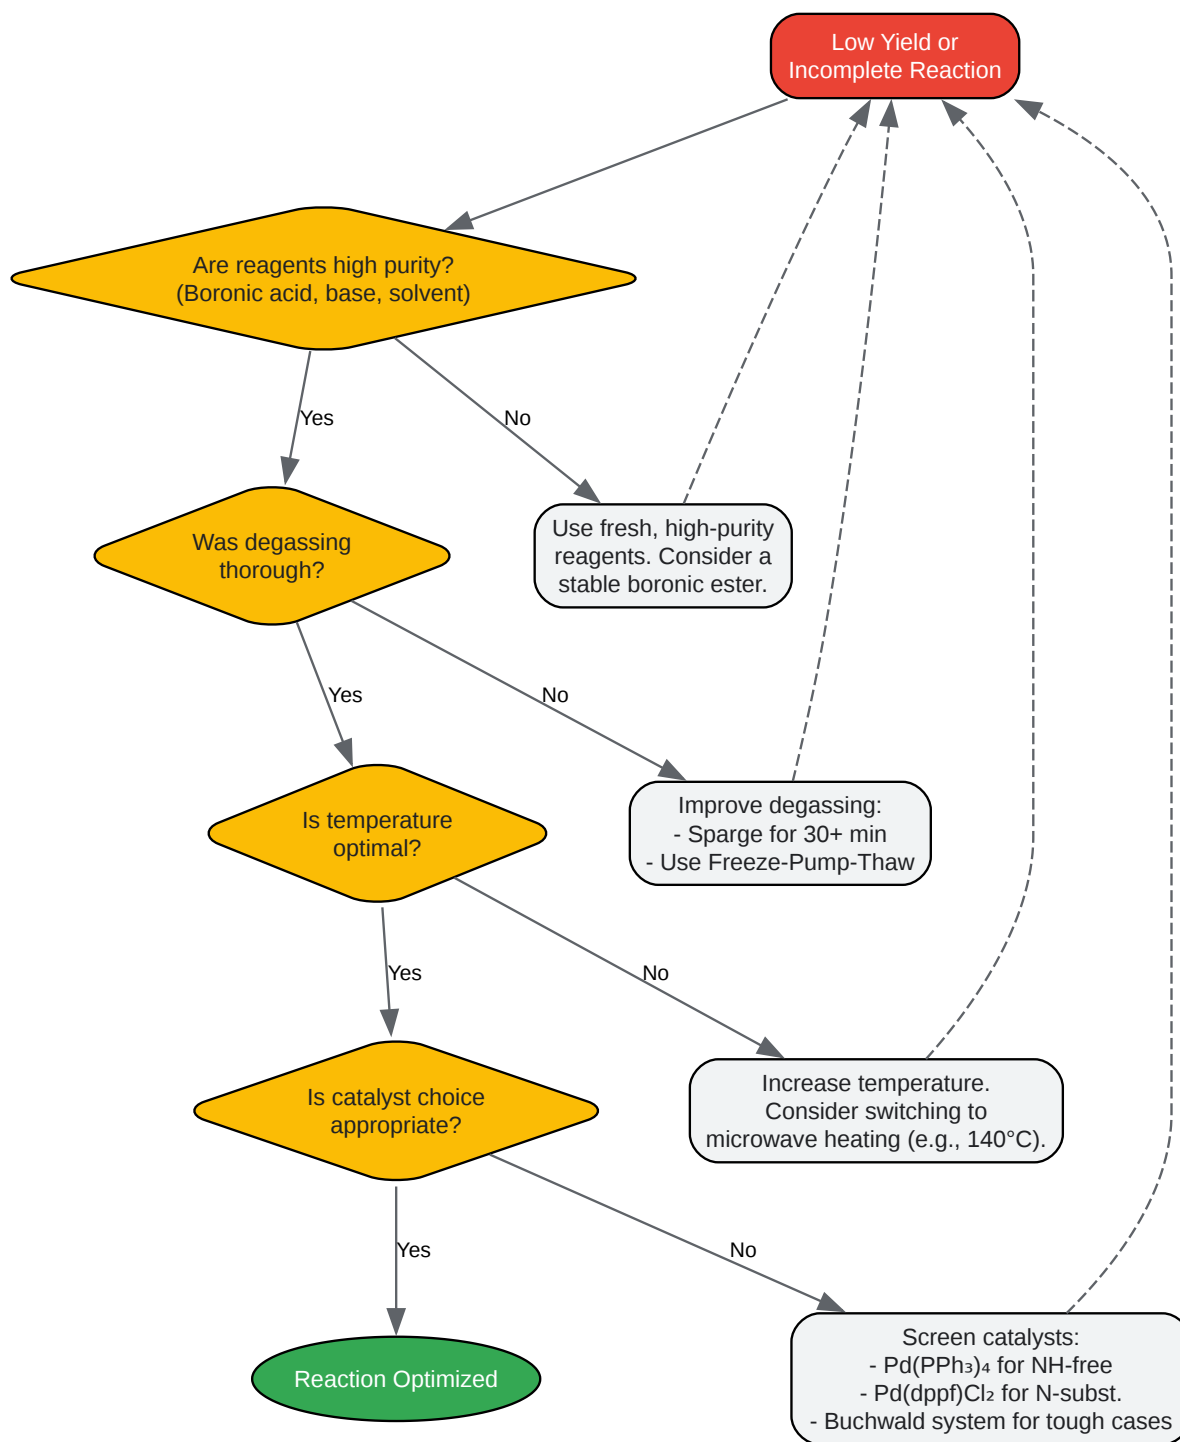 Low Yield or
Incomplete Reaction
Are reagents high purity?
(Boronic acid, base, solvent)
Yes
No
Use fresh, high-purity
reagents. Consider a
stable boronic ester.
Was degassing
thorough?
Yes
No
Improve degassing:
- Sparge for 30+ min
- Use Freeze-Pump-Thaw
Is temperature
optimal?
Yes
No
Increase temperature.
Consider switching to
microwave heating (e.g., 140°C).
Is catalyst choice
appropriate?
Yes
No
Screen catalysts:
- Pd(PPh₃)₄ for NH-free
- Pd(dppf)Cl₂ for N-subst.
- Buchwald system for tough cases
Reaction Optimized